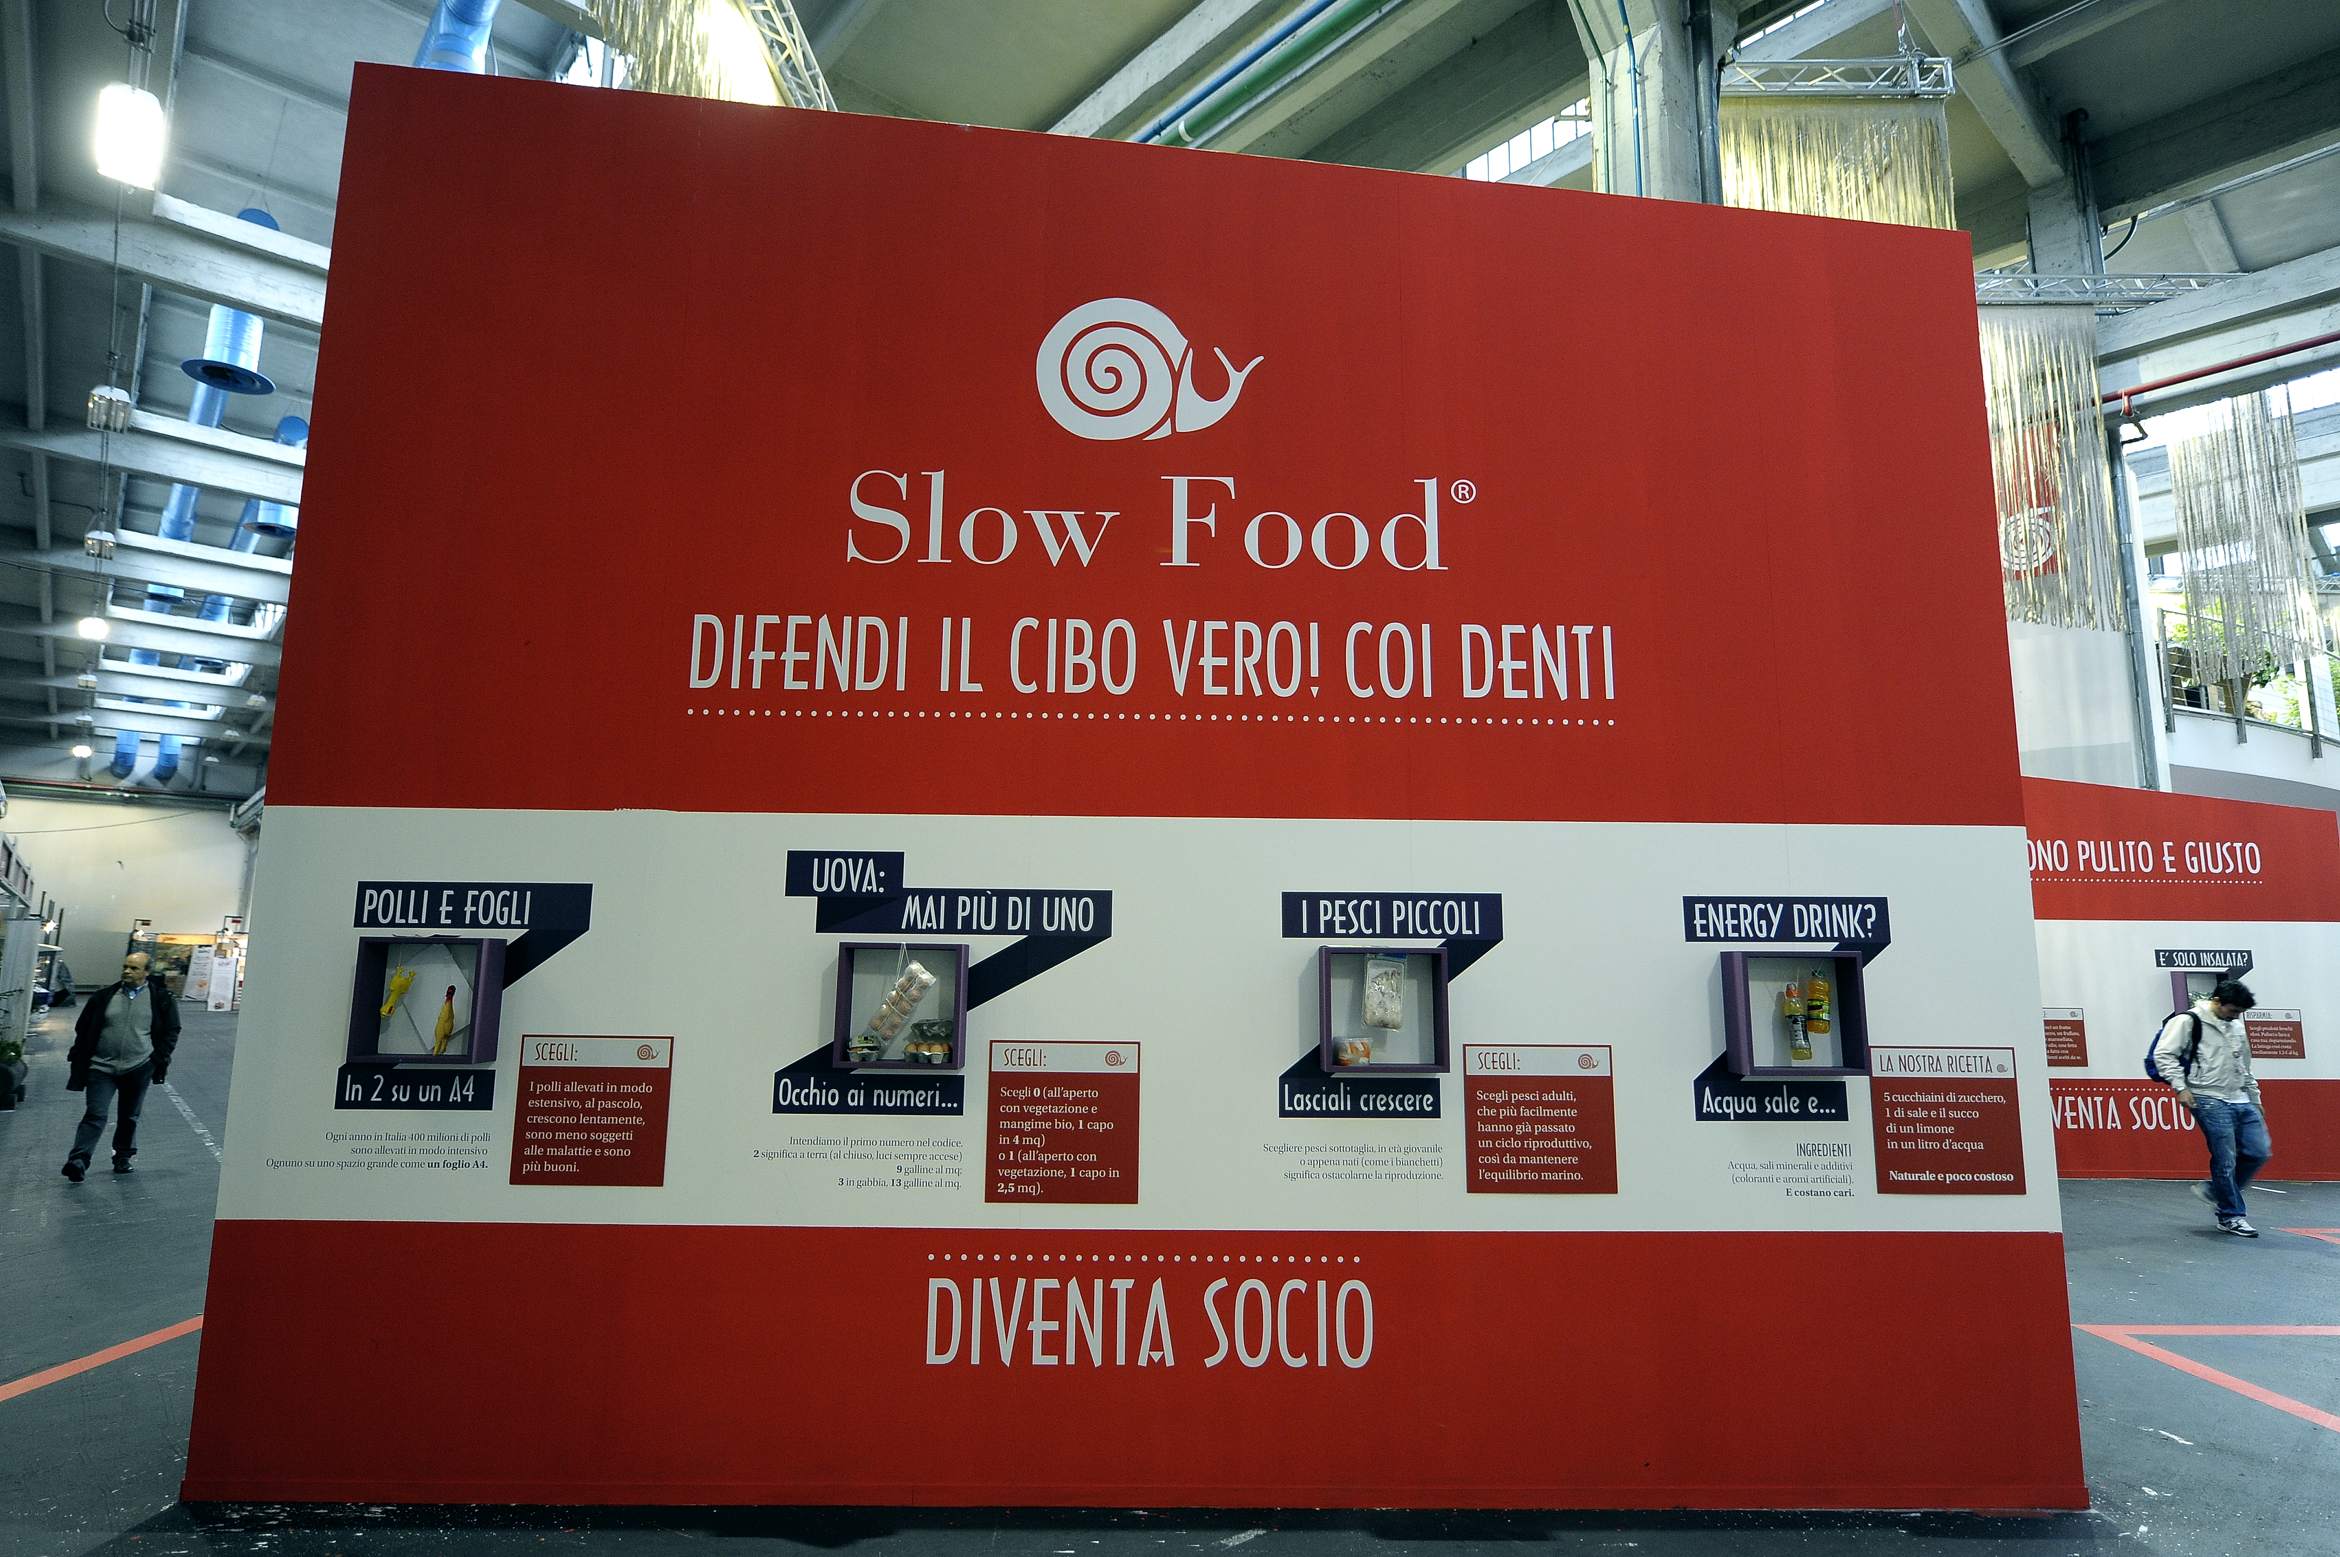 Slow Food®
DIFENDI IL CIBO VERO! COI DENTI
POLLI E FOGLI
In 2 su un A4
Ogni anno in Italia 400 milioni di polli
sono allevati in modo intensivo
Ognuno su uno spazio grande come un foglio A4.
SCEGLI:
I polli allevati in modo
estensivo, al pascolo,
crescono lentamente,
sono meno soggetti
alle malattie e sono
più buoni.
UOVA:
MAI PIÙ DI UNO
Occhio ai numeri...
Intendiamo il primo numero nel codice.
2 significa a terra (al chiuso, luci sempre accese)
9 galline al mq;
3 in gabbia, 13 galline al mq.
SCEGLI:
Scegli 0 (all'aperto
con vegetazione e
mangime bio, 1 capo
in 4 mq)
o 1 (all'aperto con
vegetazione, 1 capo in
2,5 mq).
I PESCI PICCOLI
Lasciali crescere
Scegliere pesci sottotaglia, in età giovanile
o appena nati (come i bianchetti)
significa ostacolarne la riproduzione.
SCEGLI:
Scegli pesci adulti,
che più facilmente
hanno già passato
un ciclo riproduttivo,
così da mantenere
l'equilibrio marino.
ENERGY DRINK?
Acqua sale e...
INGREDIENTI
Acqua, sali minerali e additivi
(coloranti e aromi artificiali).
E costano cari.
LA NOSTRA RICETTA
5 cucchiaini di zucchero,
1 di sale e il succo
di un limone
in un litro d'acqua
Naturale e poco costoso
DIVENTA SOCIO
ONO PULITO E GIUSTO
E' SOLO INSALATA?
RISPARMIA:
VENTA SOCIO